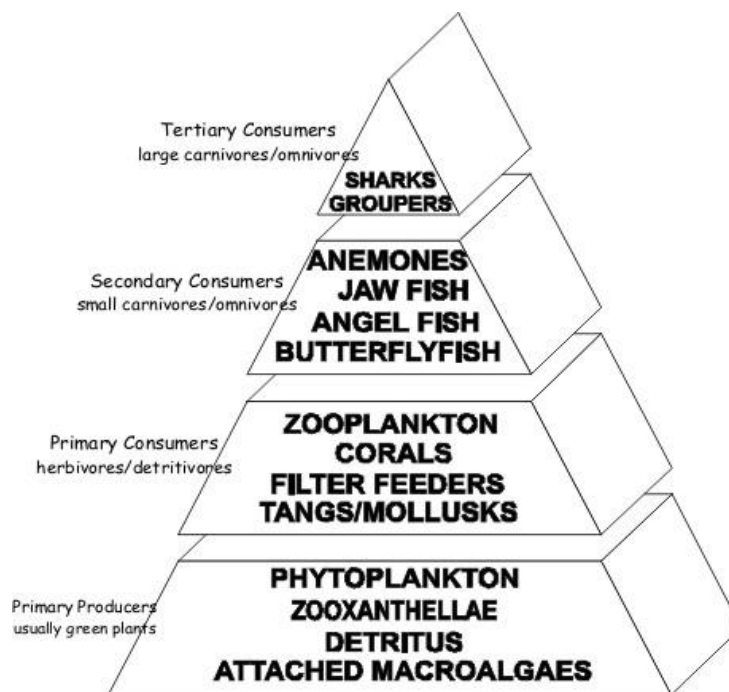 Tertiary Consumers
large carnivores/omnivores
SHARKS
GROUPERS
Secondary Consumers
small carnivores/omnivores
ANEMONES
JAW FISH
ANGEL FISH
BUTTERFLYFISH
Primary Consumers
herbivores/detritivores
ZOOPLANKTON
CORALS
FILTER FEEDERS
TANGS/MOLLUSKS
Primary Producers
usually green plants
PHYTOPLANKTON
ZOOXANTHELLAE
DETRITUS
ATTACHED MACROALGAES